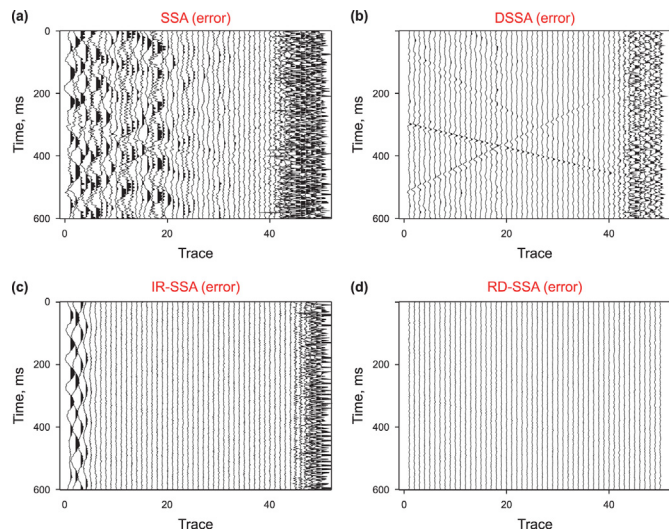 (a) SSA (error)
0
200
400
600
Time, ms
0 20 40
Trace
(b) DSSA (error)
0
200
400
600
Time, ms
0 20 40
Trace
(c) IR-SSA (error)
0
200
400
600
Time, ms
0 20 40
Trace
(d) RD-SSA (error)
0
200
400
600
Time, ms
0 20 40
Trace